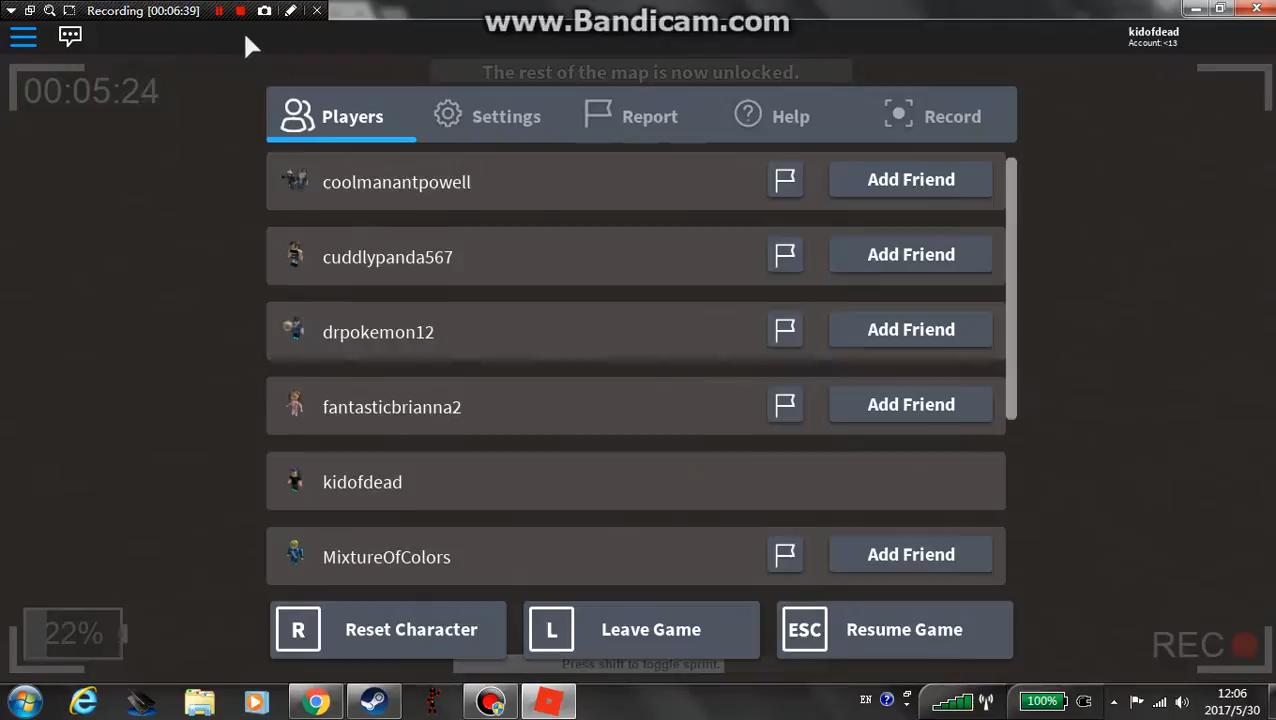 Recording [00:06:39]
www.Bandicam.com
kidofdead
Account: <13
00:05:24
The rest of the map is now unlocked.
Players
Settings
Report
Help
Record
coolmanantpowell
Add Friend
cuddlypanda567
Add Friend
drpokemon12
Add Friend
fantasticbrianna2
Add Friend
kidofdead
MixtureOfColors
Add Friend
R Reset Character
L Leave Game
ESC Resume Game
22%
REC
Press shift to toggle sprint.
EN
100%
12:06
2017/5/30